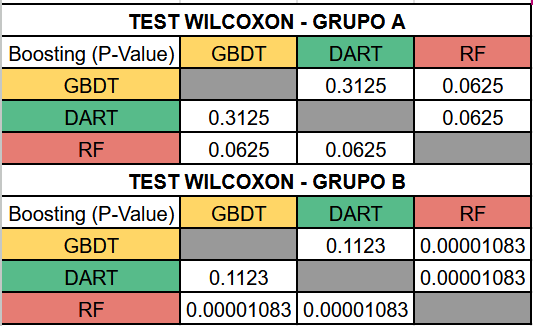 TEST WILCOXON - GRUPO A
Boosting (P-Value) GBDT DART RF
GBDT 0.3125 0.0625
DART 0.3125 0.0625
RF 0.0625 0.0625
TEST WILCOXON - GRUPO B
Boosting (P-Value) GBDT DART RF
GBDT 0.1123 0.00001083
DART 0.1123 0.00001083
RF 0.00001083 0.00001083